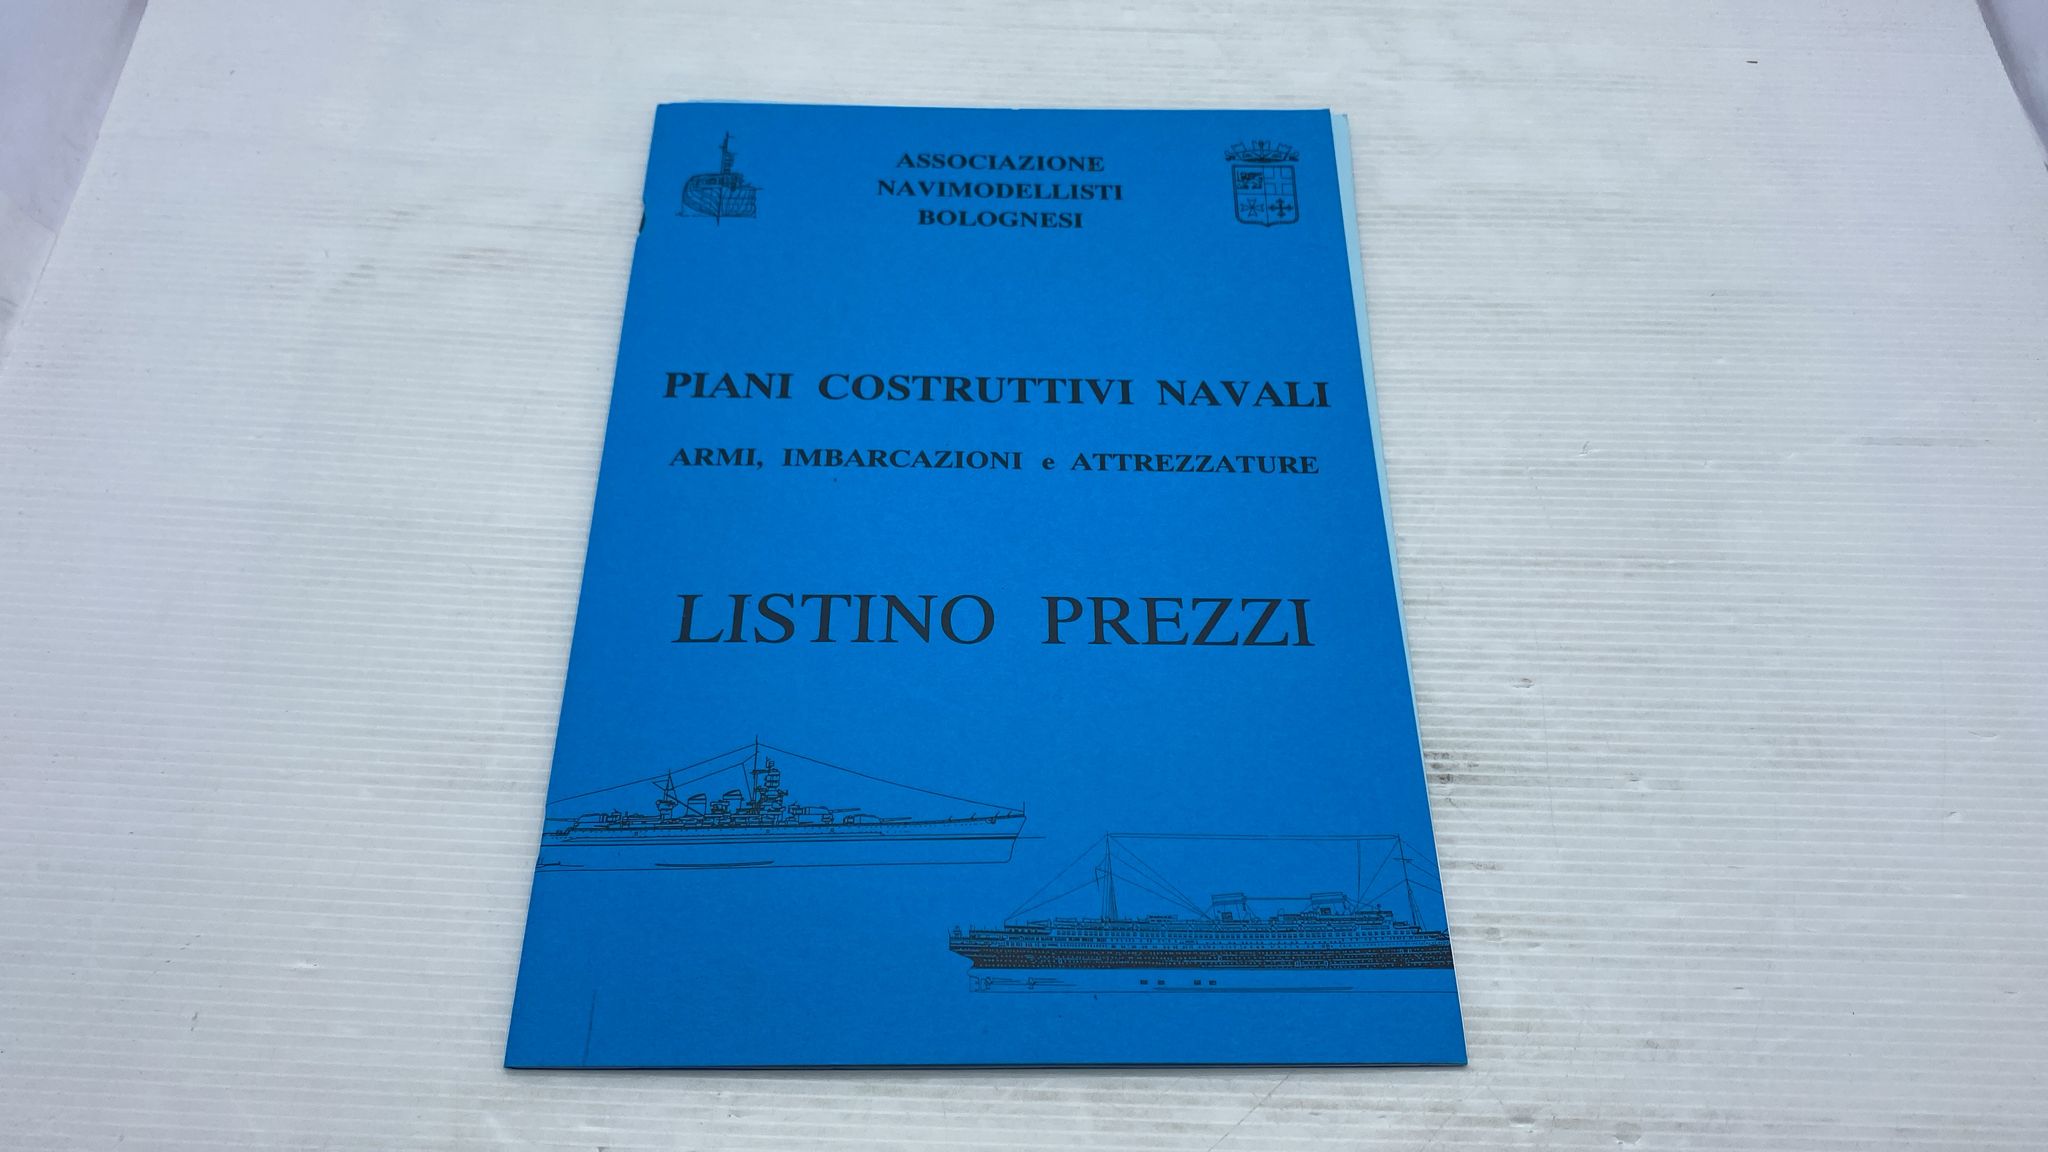 ASSOCIAZIONE
NAVIMODELLISTI
BOLOGNESI
PIANI COSTRUTTIVI NAVALI
ARMI, IMBARCAZIONI e ATTREZZATURE
LISTINO PREZZI